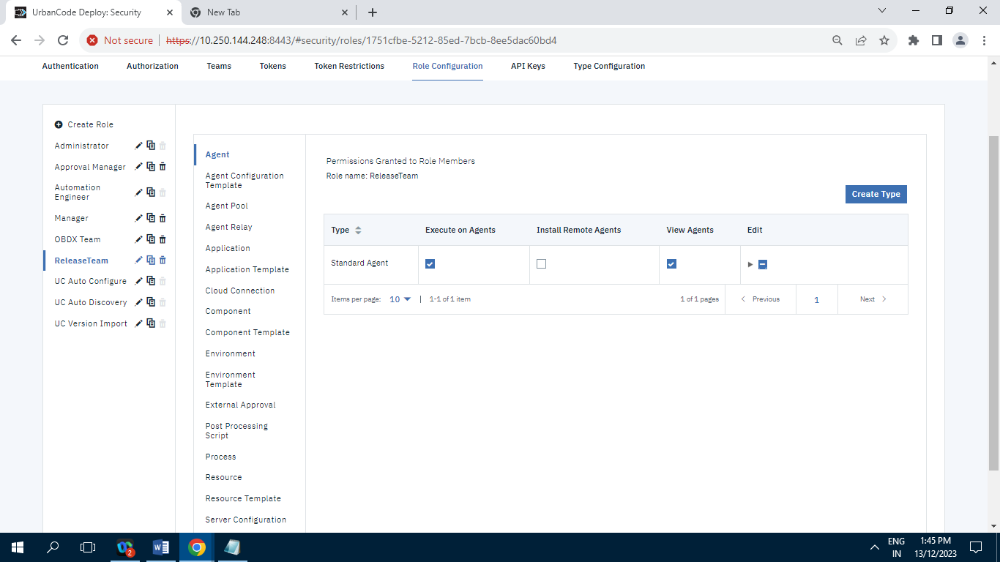 UrbanCode Deploy: Security
New Tab
Not secure
https://10.250.144.248:8443/#security/roles/1751cfbe-5212-85ed-7bcb-8ee5dac60bd4
Authentication
Authorization
Teams
Tokens
Token Restrictions
Role Configuration
API Keys
Type Configuration
Create Role
Administrator
Approval Manager
Automation
Engineer
Manager
OBDX Team
ReleaseTeam
UC Auto Configure
UC Auto Discovery
UC Version Import
Agent
Agent Configuration
Template
Agent Pool
Agent Relay
Application
Application Template
Cloud Connection
Component
Component Template
Environment
Environment
Template
External Approval
Post Processing
Script
Process
Resource
Resource Template
Server Configuration
Permissions Granted to Role Members
Role name: ReleaseTeam
Create Type
Type
Execute on Agents
Install Remote Agents
View Agents
Edit
Standard Agent
Items per page: 10 | 1-1 of 1 item
1 of 1 pages
Previous
1
Next
2
ENG
IN
1:45 PM
13/12/2023